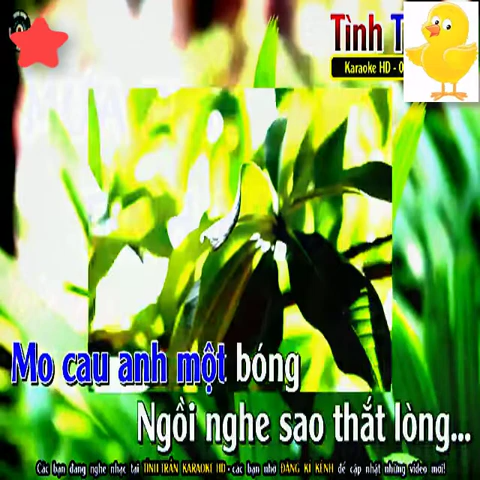 Tình T
Karaoke HD - 0
Mo cau anh một bóng
Ngồi nghe sao thắt lòng...
Các bạn đang nghe nhạc tại TÌNH TRẦN KARAOKE HD - các bạn nhớ ĐĂNG KÍ KÊNH để cập nhật những video mới!